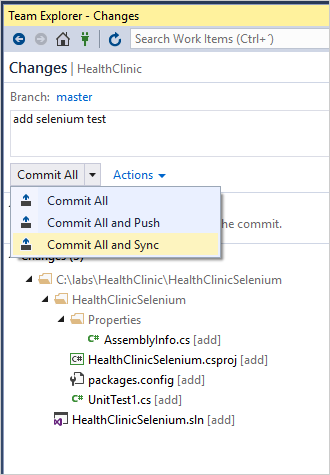 Team Explorer - Changes
Search Work Items (Ctrl+´)
Changes | HealthClinic
Branch: master
add selenium test
Commit All Actions
Commit All
Commit All and Push
he commit.
Commit All and Sync
C:\labs\HealthClinic\HealthClinicSelenium
HealthClinicSelenium
Properties
C# AssemblyInfo.cs [add]
C# HealthClinicSelenium.csproj [add]
packages.config [add]
C# UnitTest1.cs [add]
HealthClinicSelenium.sln [add]